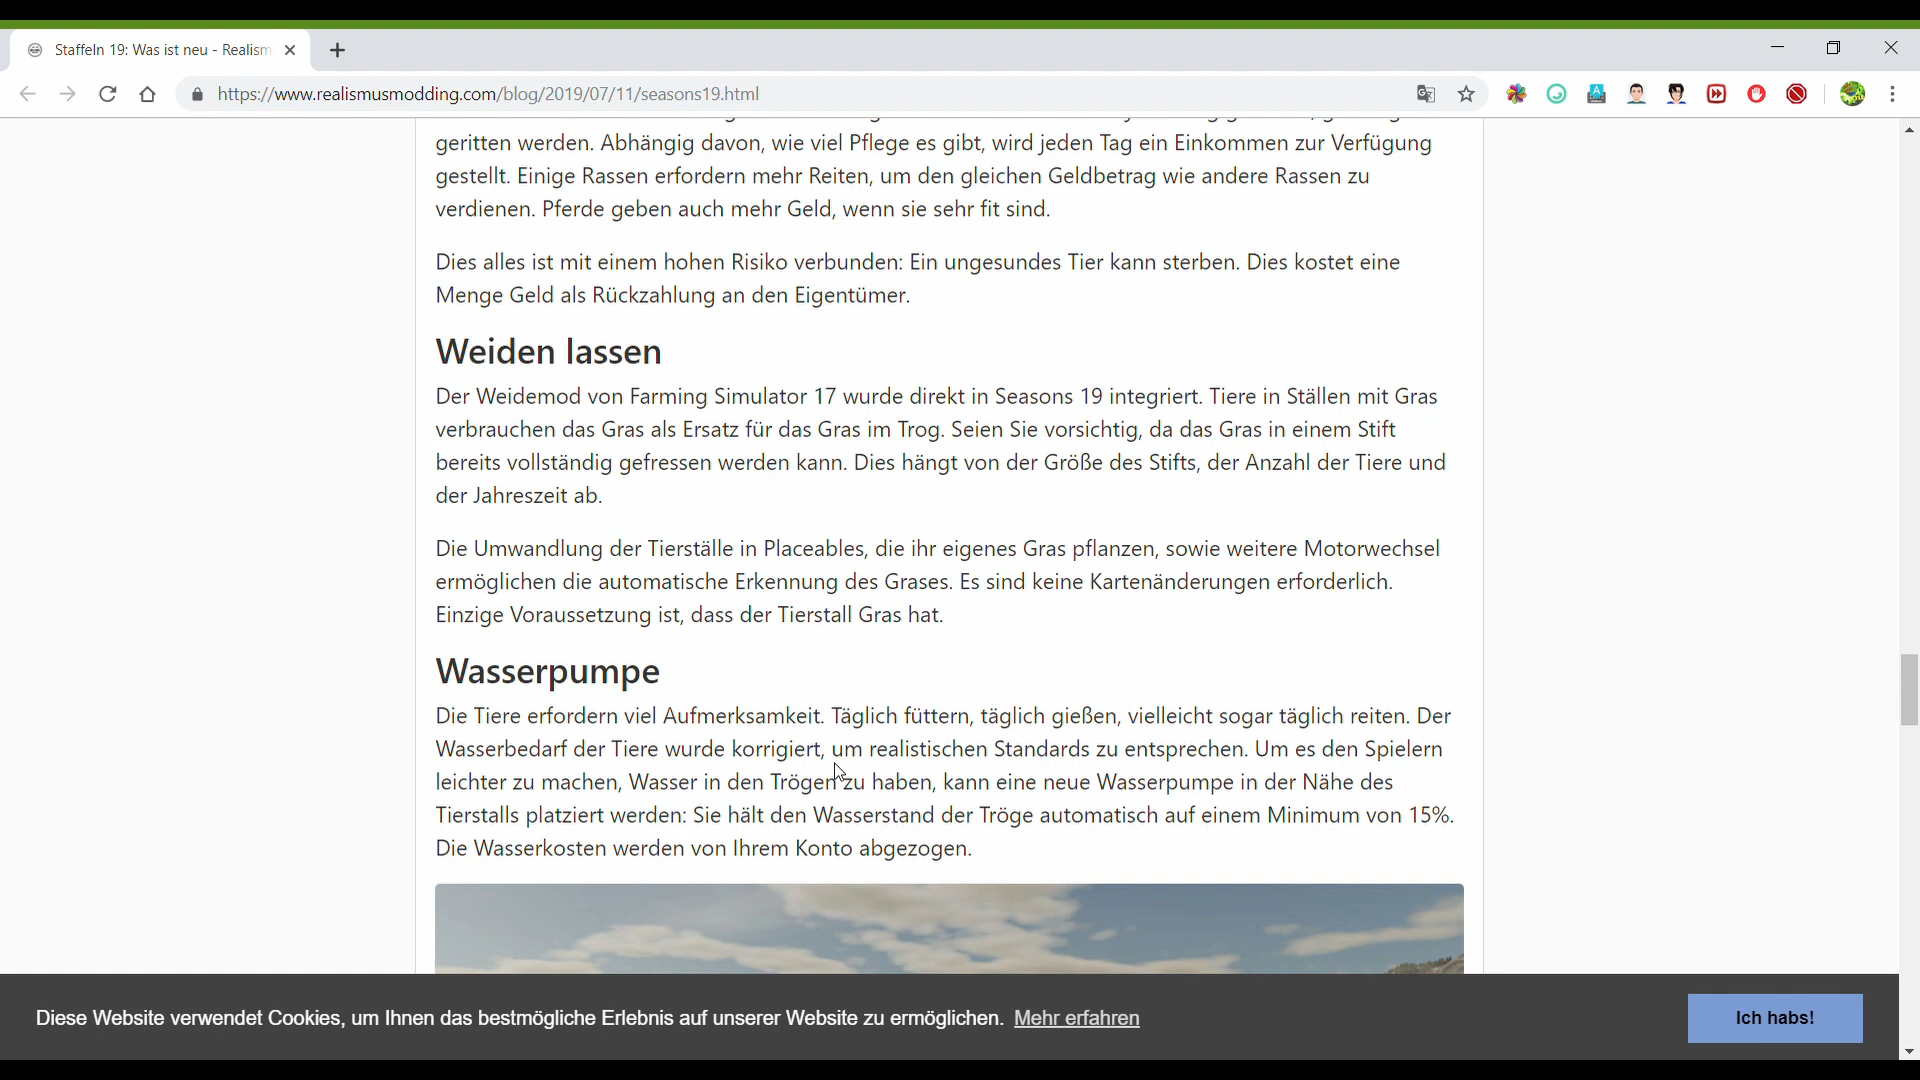 Staffeln 19: Was ist neu - Realism
https://www.realismusmodding.com/blog/2019/07/11/seasons19.html
geritten werden. Abhängig davon, wie viel Pflege es gibt, wird jeden Tag ein Einkommen zur Verfügung
gestellt. Einige Rassen erfordern mehr Reiten, um den gleichen Geldbetrag wie andere Rassen zu
verdienen. Pferde geben auch mehr Geld, wenn sie sehr fit sind.
Dies alles ist mit einem hohen Risiko verbunden: Ein ungesundes Tier kann sterben. Dies kostet eine
Menge Geld als Rückzahlung an den Eigentümer.
Weiden lassen
Der Weidemod von Farming Simulator 17 wurde direkt in Seasons 19 integriert. Tiere in Ställen mit Gras
verbrauchen das Gras als Ersatz für das Gras im Trog. Seien Sie vorsichtig, da das Gras in einem Stift
bereits vollständig gefressen werden kann. Dies hängt von der Größe des Stifts, der Anzahl der Tiere und
der Jahreszeit ab.
Die Umwandlung der Tierställe in Placeables, die ihr eigenes Gras pflanzen, sowie weitere Motorwechsel
ermöglichen die automatische Erkennung des Grases. Es sind keine Kartenänderungen erforderlich.
Einzige Voraussetzung ist, dass der Tierstall Gras hat.
Wasserpumpe
Die Tiere erfordern viel Aufmerksamkeit. Täglich füttern, täglich gießen, vielleicht sogar täglich reiten. Der
Wasserbedarf der Tiere wurde korrigiert, um realistischen Standards zu entsprechen. Um es den Spielern
leichter zu machen, Wasser in den Trögen zu haben, kann eine neue Wasserpumpe in der Nähe des
Tierstalls platziert werden: Sie hält den Wasserstand der Tröge automatisch auf einem Minimum von 15%.
Die Wasserkosten werden von Ihrem Konto abgezogen.
Diese Website verwendet Cookies, um Ihnen das bestmögliche Erlebnis auf unserer Website zu ermöglichen. Mehr erfahren
Ich habs!